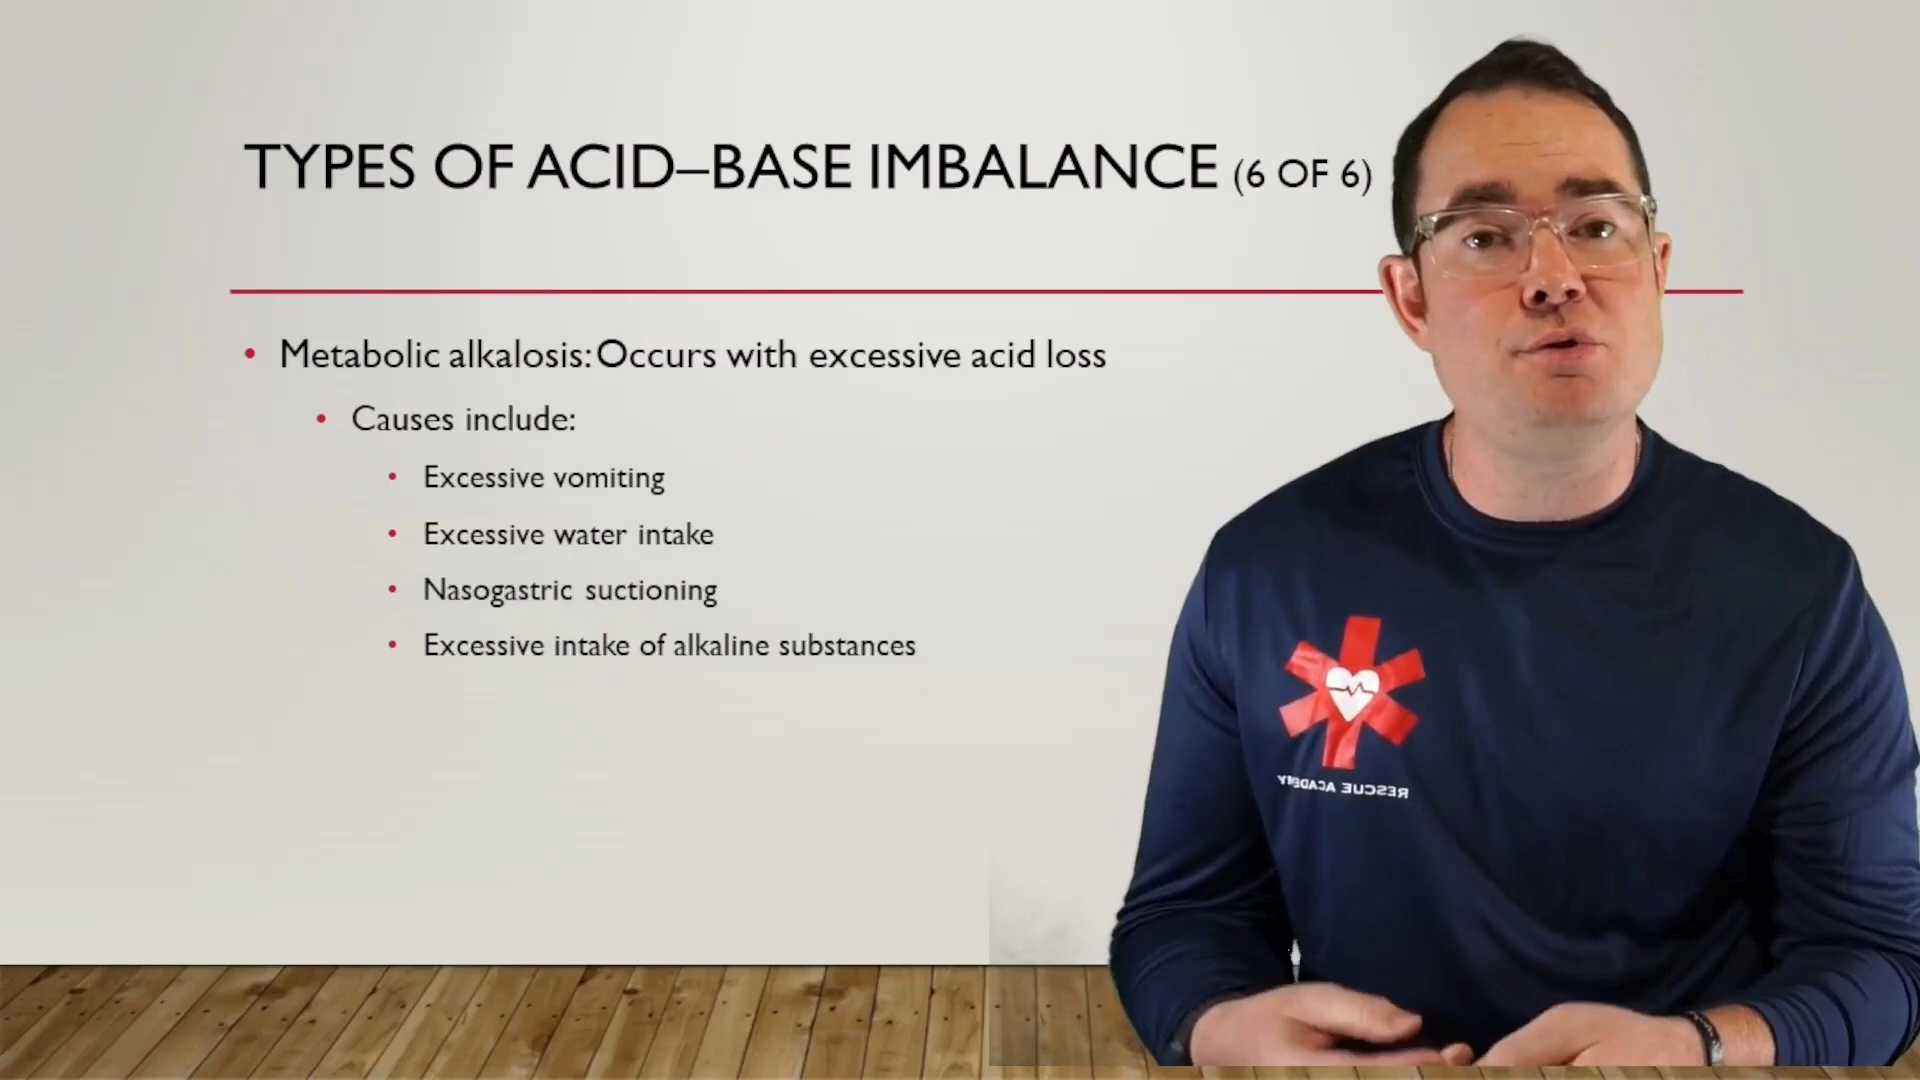 TYPES OF ACID–BASE IMBALANCE (6 OF 6)
• Metabolic alkalosis: Occurs with excessive acid loss
• Causes include:
• Excessive vomiting
• Excessive water intake
• Nasogastric suctioning
• Excessive intake of alkaline substances
RESCUE ACADEMY